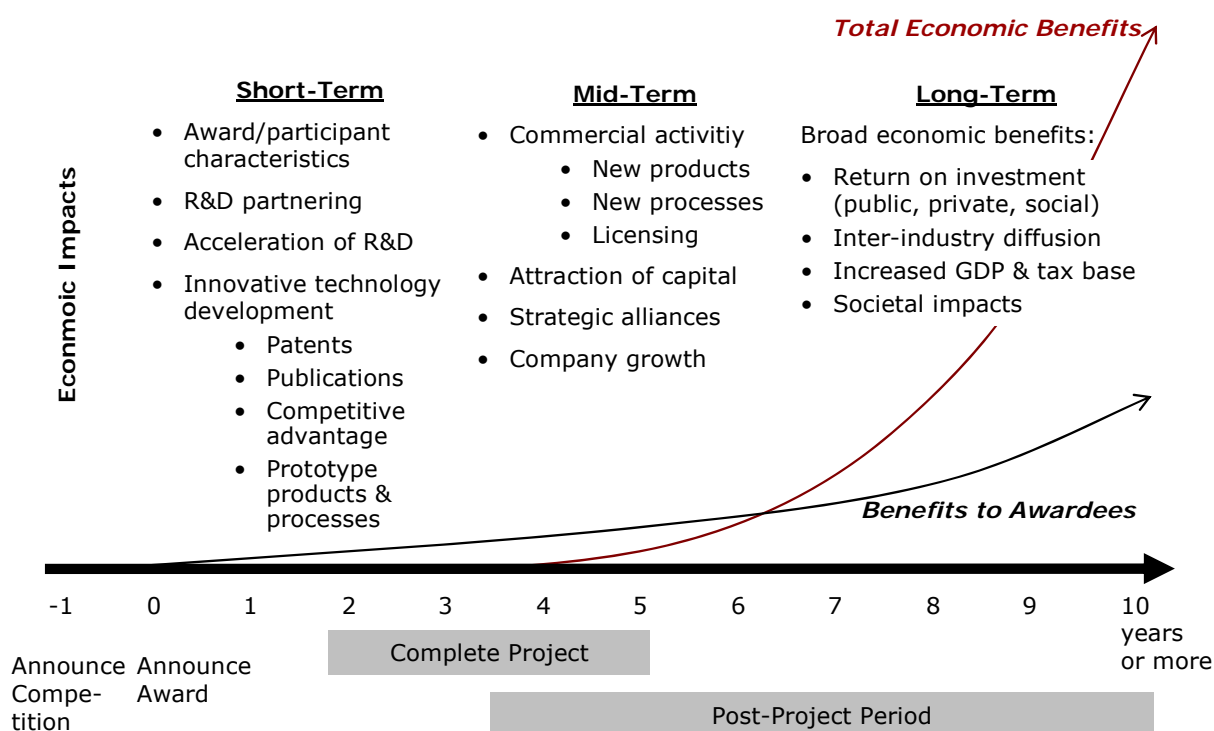 Total Economic Benefits
Econmoic Impacts
Short-Term
• Award/participant
characteristics
• R&D partnering
• Acceleration of R&D
• Innovative technology
development
• Patents
• Publications
• Competitive
advantage
• Prototype
products &
processes
Mid-Term
• Commercial activitiy
• New products
• New processes
• Licensing
• Attraction of capital
• Strategic alliances
• Company growth
Long-Term
Broad economic benefits:
• Return on investment
(public, private, social)
• Inter-industry diffusion
• Increased GDP & tax base
• Societal impacts
Benefits to Awardees
-1 0 1 2 3 4 5 6 7 8 9 10
years
or more
Announce
Compe-
tition
Announce
Award
Complete Project
Post-Project Period